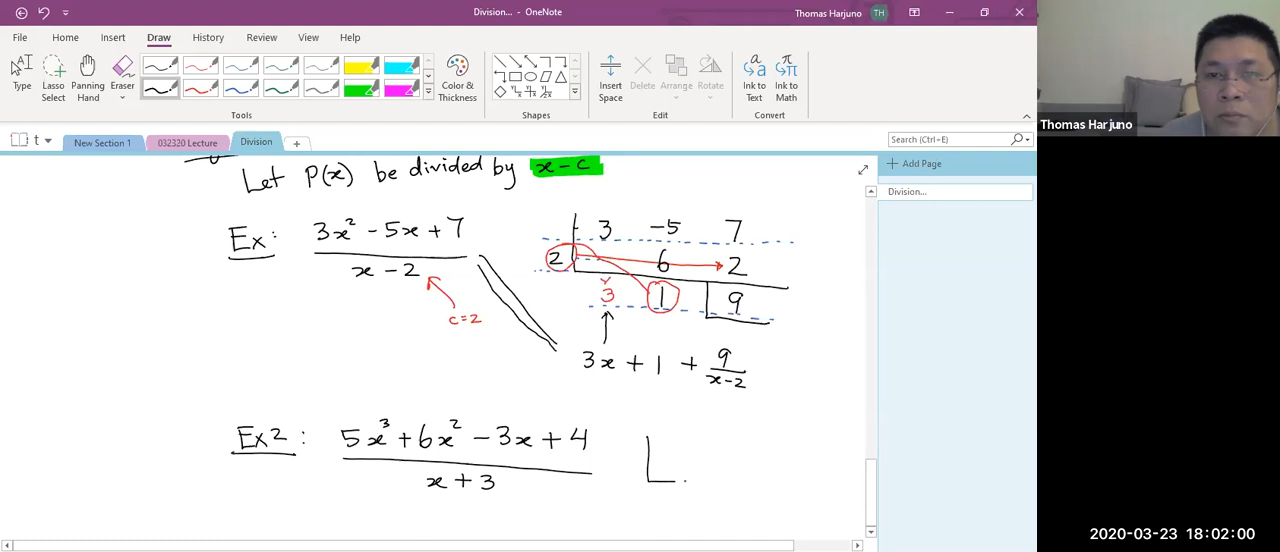 Division... - OneNote
Thomas Harjuno TH
File Home Insert Draw History Review View Help
Type
Lasso Select
Panning Hand
Eraser
Color & Thickness
Insert Space
Delete
Arrange
Rotate
Ink to Text
Ink to Math
Tools Shapes Edit Convert
Thomas Harjuno
t New Section 1 032320 Lecture Division
Search (Ctrl+E)
Add Page
Division...
Let P(x) be divided by x - c
Ex: 3x² - 5x + 7
x - 2
c = 2
3 -5 7
2 6 2
3 1 9
3x + 1 + 9/(x-2)
Ex2: 5x³ + 6x² - 3x + 4
x + 3
2020-03-23 18:02:00